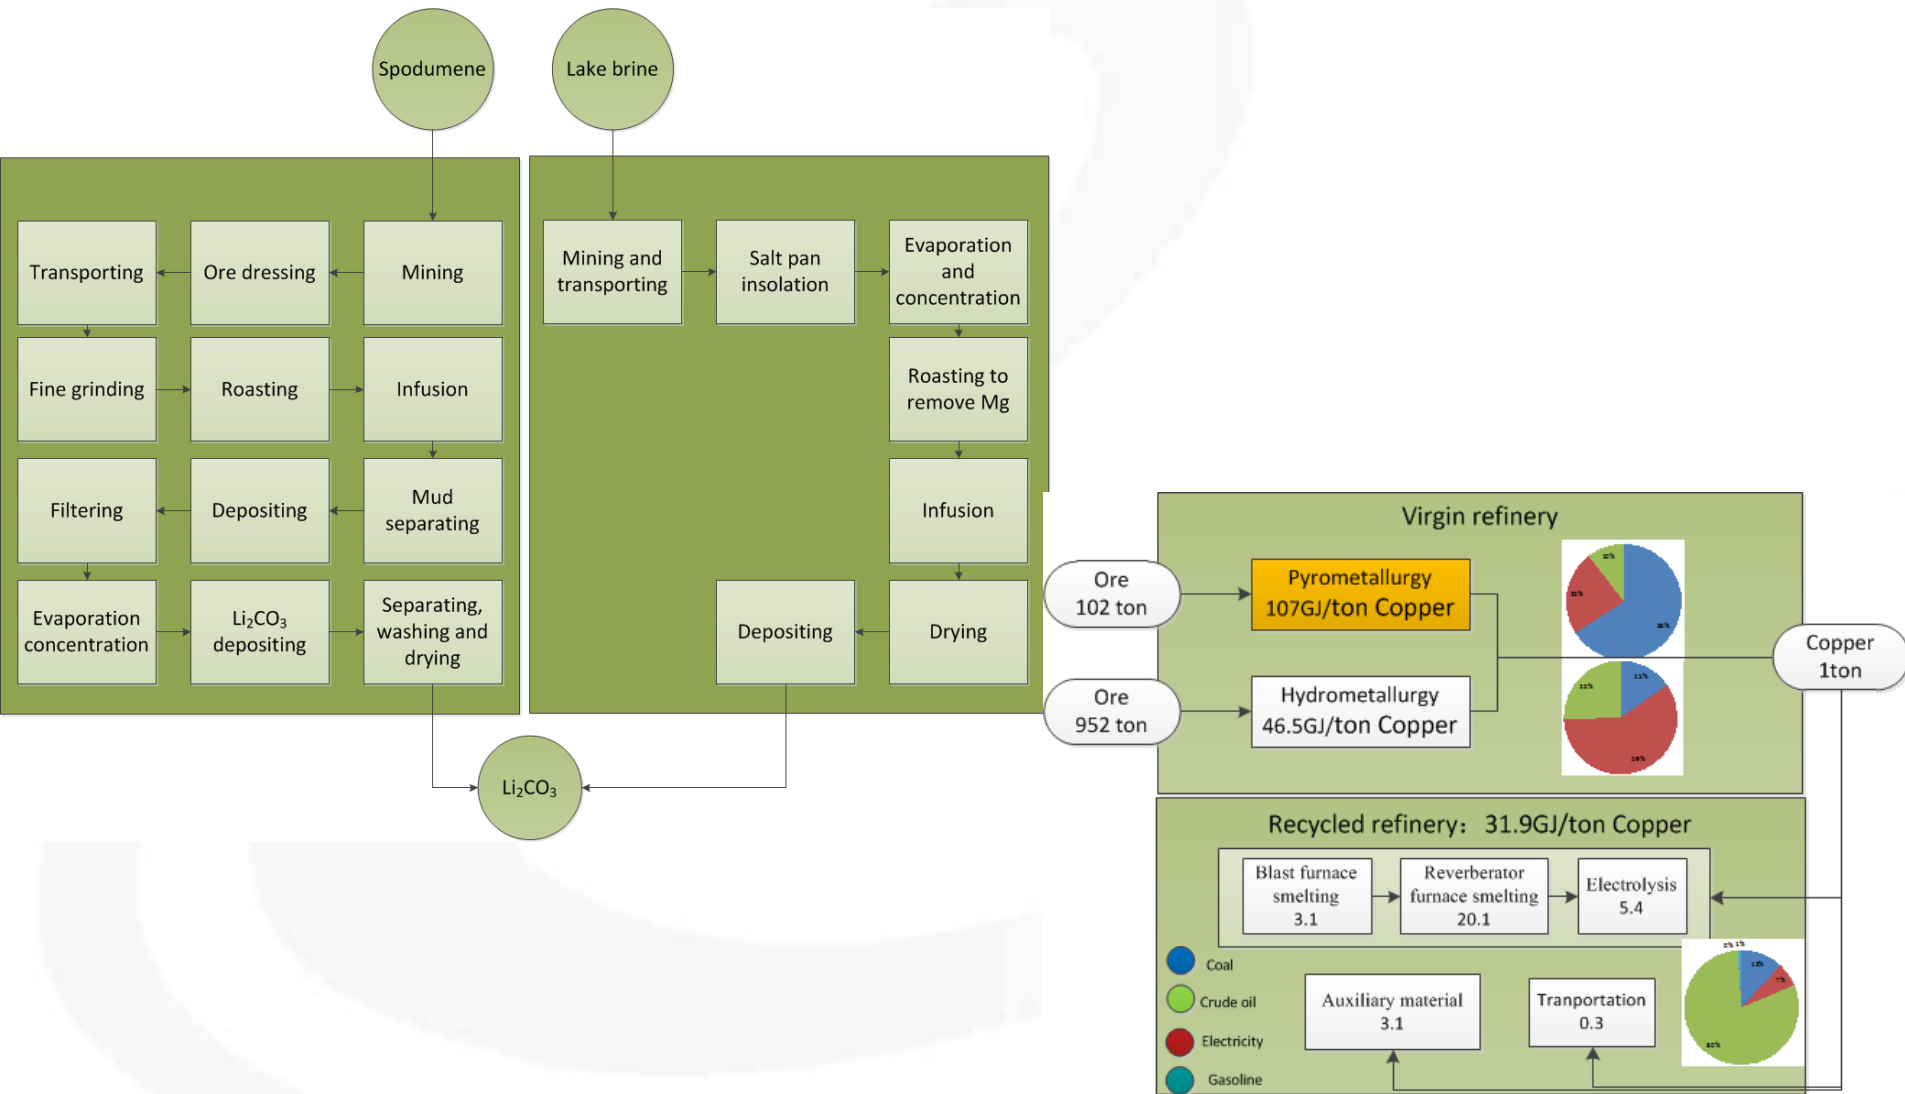 Spodumene
Lake brine
Transporting
Ore dressing
Mining
Fine grinding
Roasting
Infusion
Filtering
Depositing
Mud
separating
Evaporation
concentration
Li₂CO₃
depositing
Separating,
washing and
drying
Mining and
transporting
Salt pan
insolation
Evaporation
and
concentration
Roasting to
remove Mg
Infusion
Depositing
Drying
Li₂CO₃
Virgin refinery
Ore
102 ton
Pyrometallurgy
107GJ/ton Copper
Ore
952 ton
Hydrometallurgy
46.5GJ/ton Copper
Copper
1ton
Recycled refinery： 31.9GJ/ton Copper
Blast furnace
smelting
3.1
Reverberator
furnace smelting
20.1
Electrolysis
5.4
Coal
Crude oil
Electricity
Gasoline
Auxiliary material
3.1
Tranportation
0.3